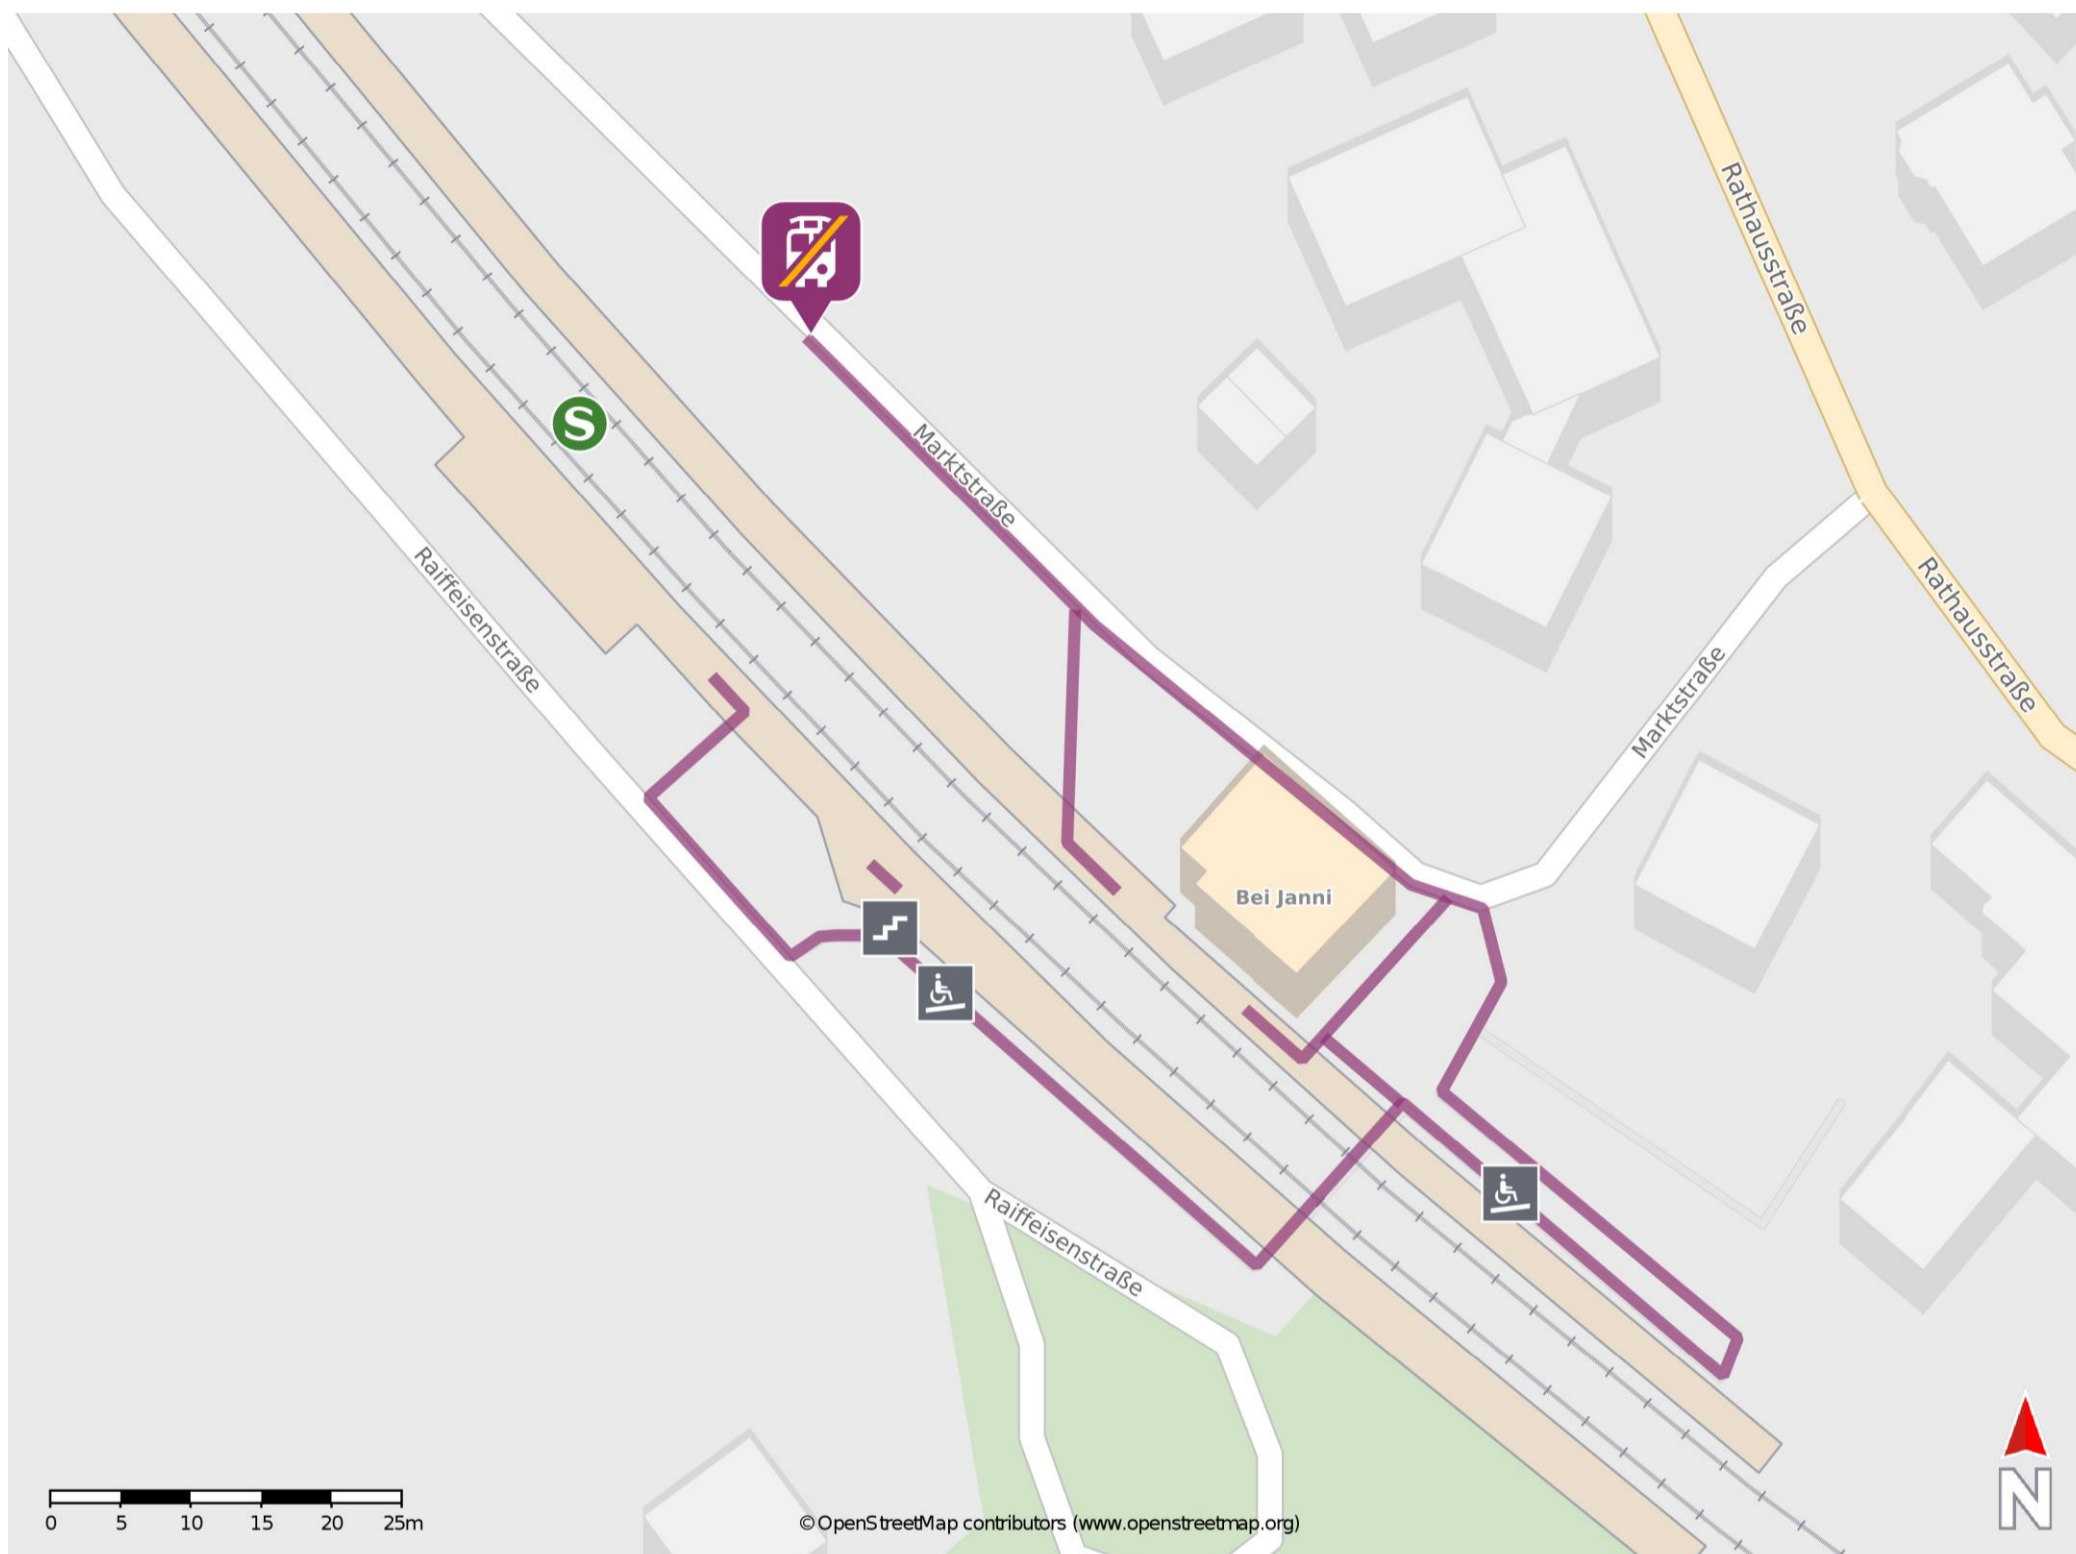 Rathausstraße
S
Marktstraße
Raiffeisenstraße
Rathausstraße
Marktstraße
Bei Janni
Raiffeisenstraße
0 5 10 15 20 25m
© OpenStreetMap contributors (www.openstreetmap.org)
N